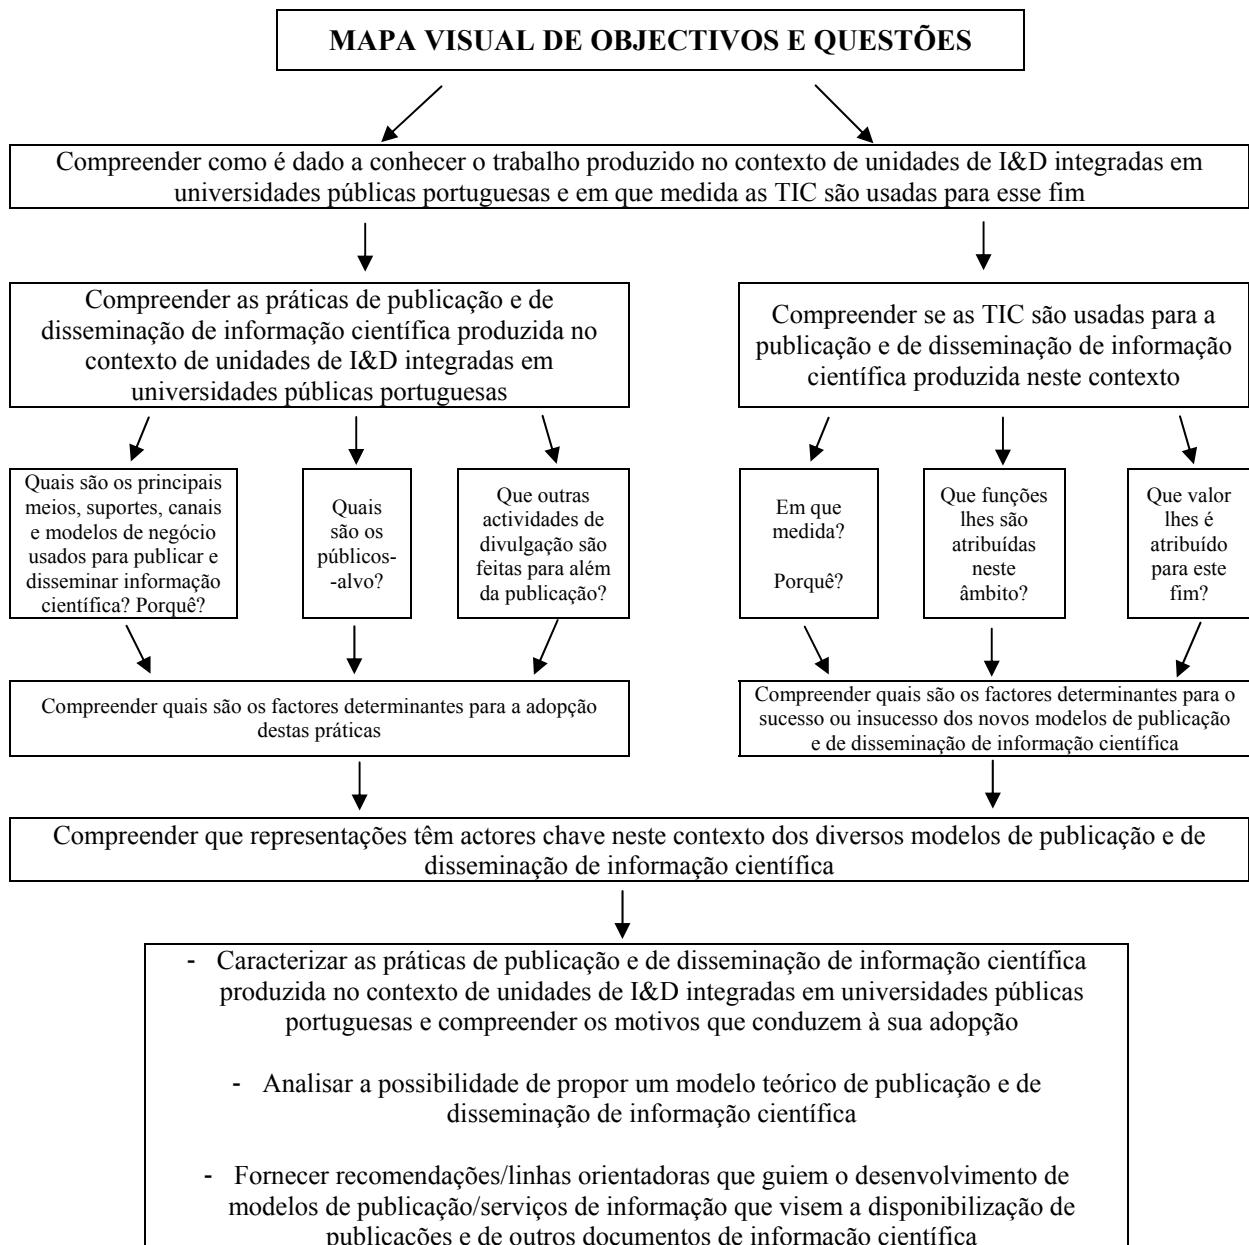 MAPA VISUAL DE OBJECTIVOS E QUESTÕES
Compreender como é dado a conhecer o trabalho produzido no contexto de unidades de I&D integradas em
universidades públicas portuguesas e em que medida as TIC são usadas para esse fim
Compreender as práticas de publicação e de
disseminação de informação científica produzida no
contexto de unidades de I&D integradas em
universidades públicas portuguesas
Compreender se as TIC são usadas para a
publicação e de disseminação de informação
científica produzida neste contexto
Quais são os principais
meios, suportes, canais
e modelos de negócio
usados para publicar e
disseminar informação
científica? Porquê?
Quais
são os
públicos-
-alvo?
Que outras
actividades de
divulgação são
feitas para além
da publicação?
Em que
medida?
Porquê?
Que funções
lhes são
atribuídas
neste
âmbito?
Que valor
lhes é
atribuído
para este
fim?
Compreender quais são os factores determinantes para a adopção
destas práticas
Compreender quais são os factores determinantes para o
sucesso ou insucesso dos novos modelos de publicação
e de disseminação de informação científica
Compreender que representações têm actores chave neste contexto dos diversos modelos de publicação e de
disseminação de informação científica
- Caracterizar as práticas de publicação e de disseminação de informação científica
produzida no contexto de unidades de I&D integradas em universidades públicas
portuguesas e compreender os motivos que conduzem à sua adopção
- Analisar a possibilidade de propor um modelo teórico de publicação e de
disseminação de informação científica
- Fornecer recomendações/linhas orientadoras que guiem o desenvolvimento de
modelos de publicação/serviços de informação que visem a disponibilização de
publicações e de outros documentos de informação científica